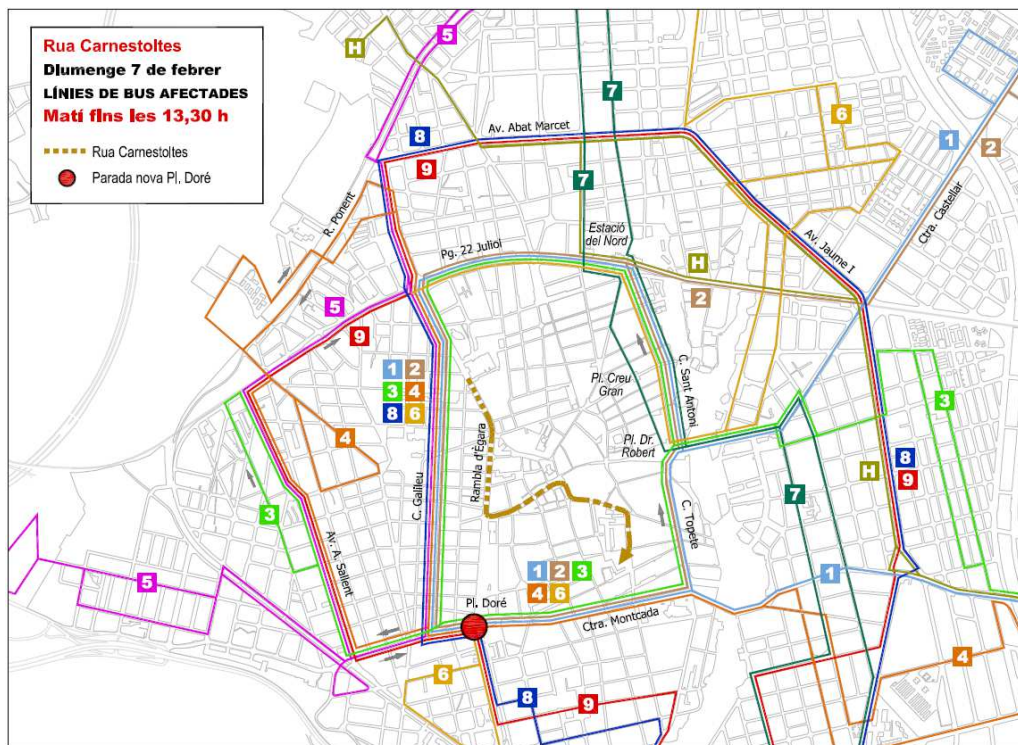 Rua Carnestoltes
Diumenge 7 de febrer
LÍNIES DE BUS AFECTADES
Matí fins les 13,30 h
Rua Carnestoltes
Parada nova Pl. Doré
5
H
7
6
8
Av. Abat Marcet
9
1
2
7
R. Ponent
Ctra. Castellar
Estació
del Nord
Pg. 22 Juliol
Av. Jaume I
H
5
2
9
1 2
3 4
8 6
C. Sant Antoni
Pl. Creu
Gran
3
4
Rambla d'Ègara
Pl. Dr.
Robert
8
H
9
C. Galileu
7
3
C. Topete
Av. A. Sallent
1 2 3
1
5
4 6
Pl. Doré
Ctra. Montcada
4
6
8
9